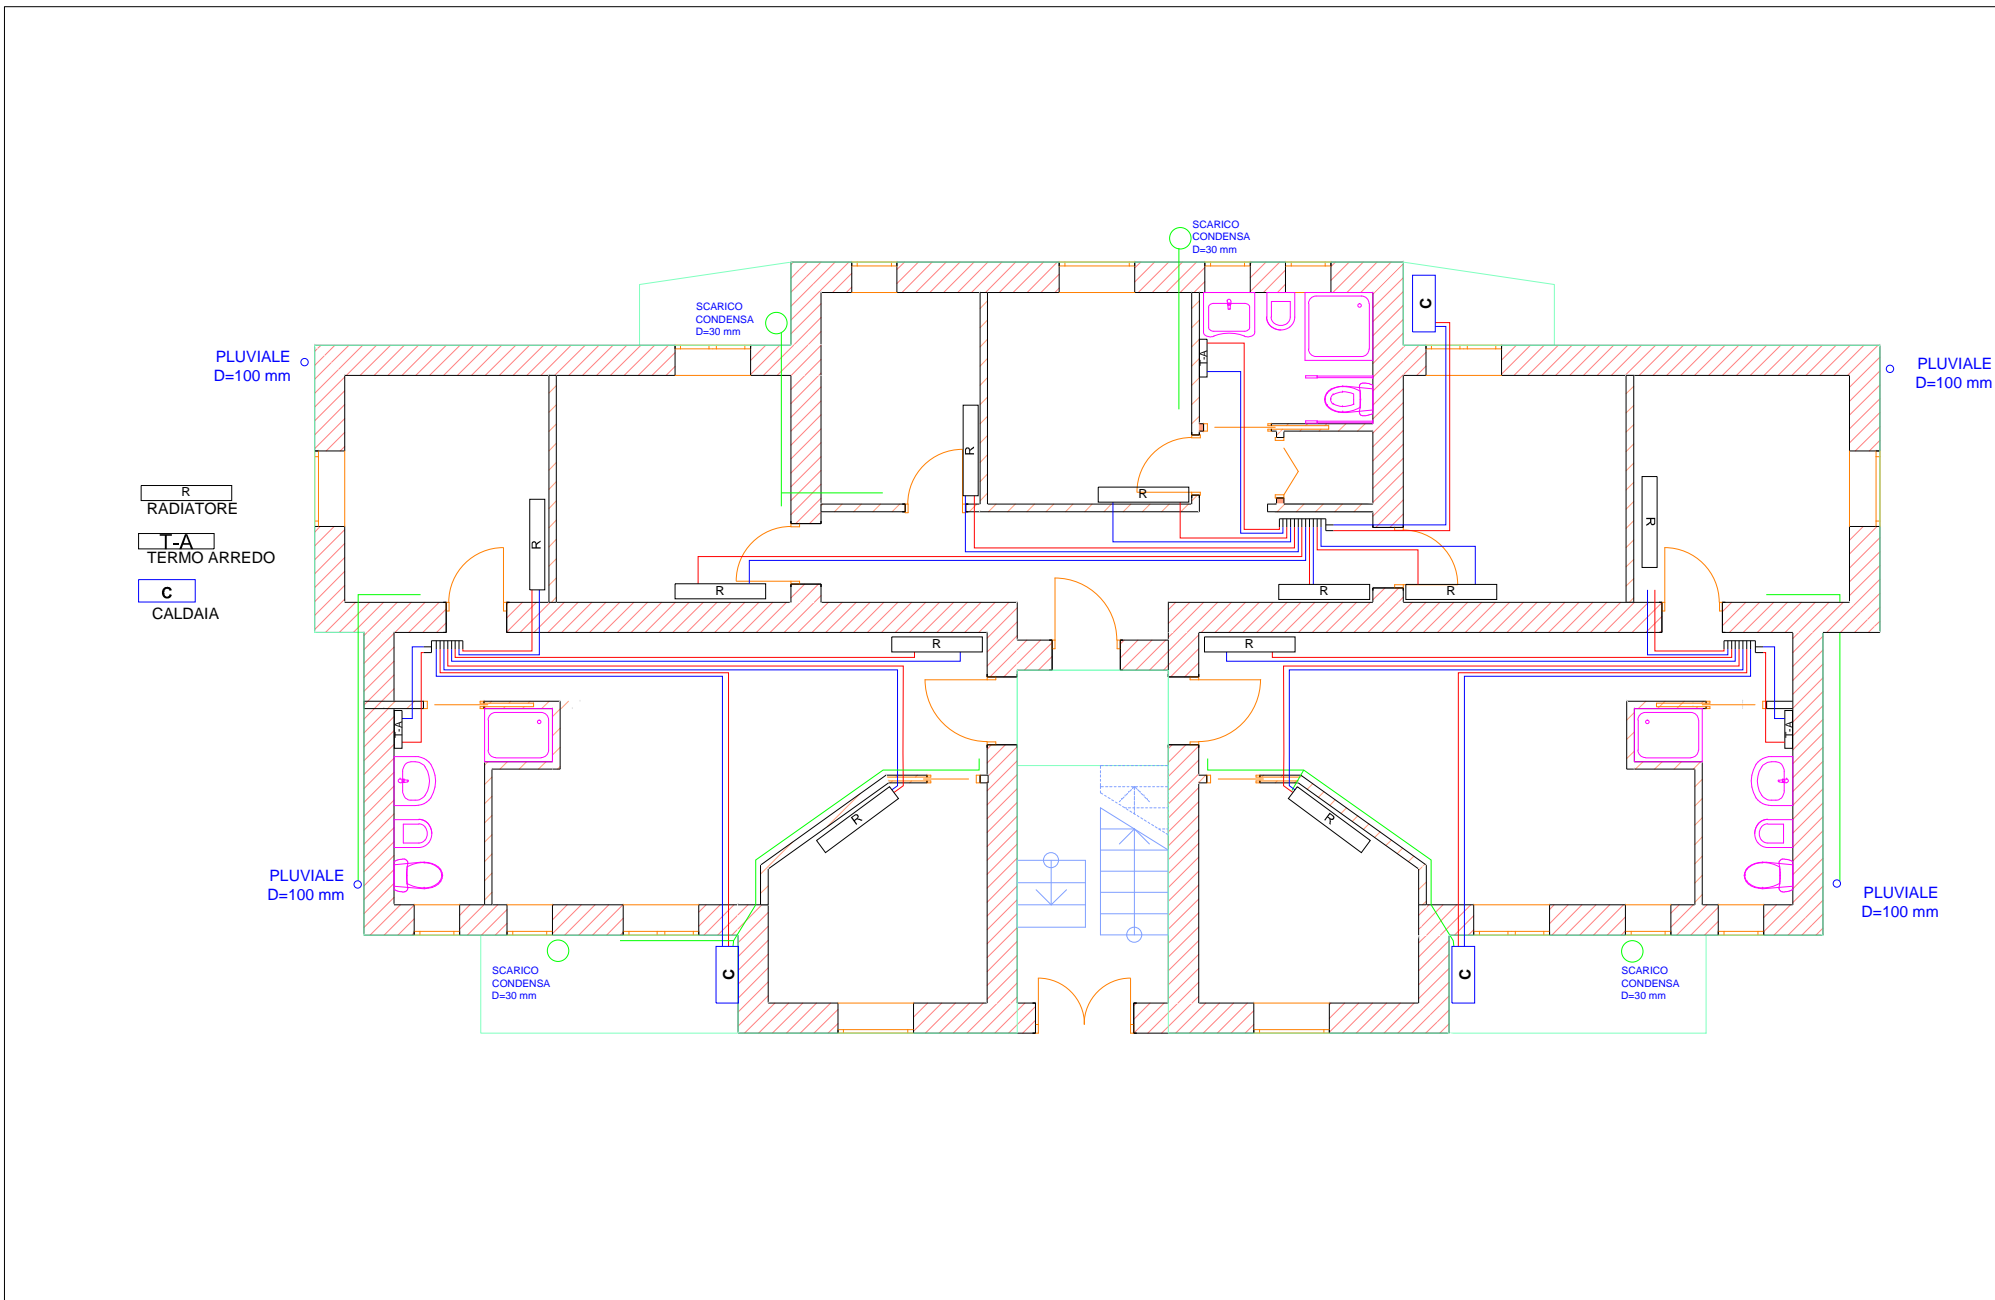 SCARICO
CONDENSA
D=30 mm
C
SCARICO
CONDENSA
D=30 mm
PLUVIALE
D=100 mm
T-A
PLUVIALE
D=100 mm
R
R
R
RADIATORE
R
R
T-A
TERMO ARREDO
C
CALDAIA
R
R
R
R
R
T-A
T-A
R
R
PLUVIALE
D=100 mm
PLUVIALE
D=100 mm
C
C
SCARICO
CONDENSA
D=30 mm
SCARICO
CONDENSA
D=30 mm